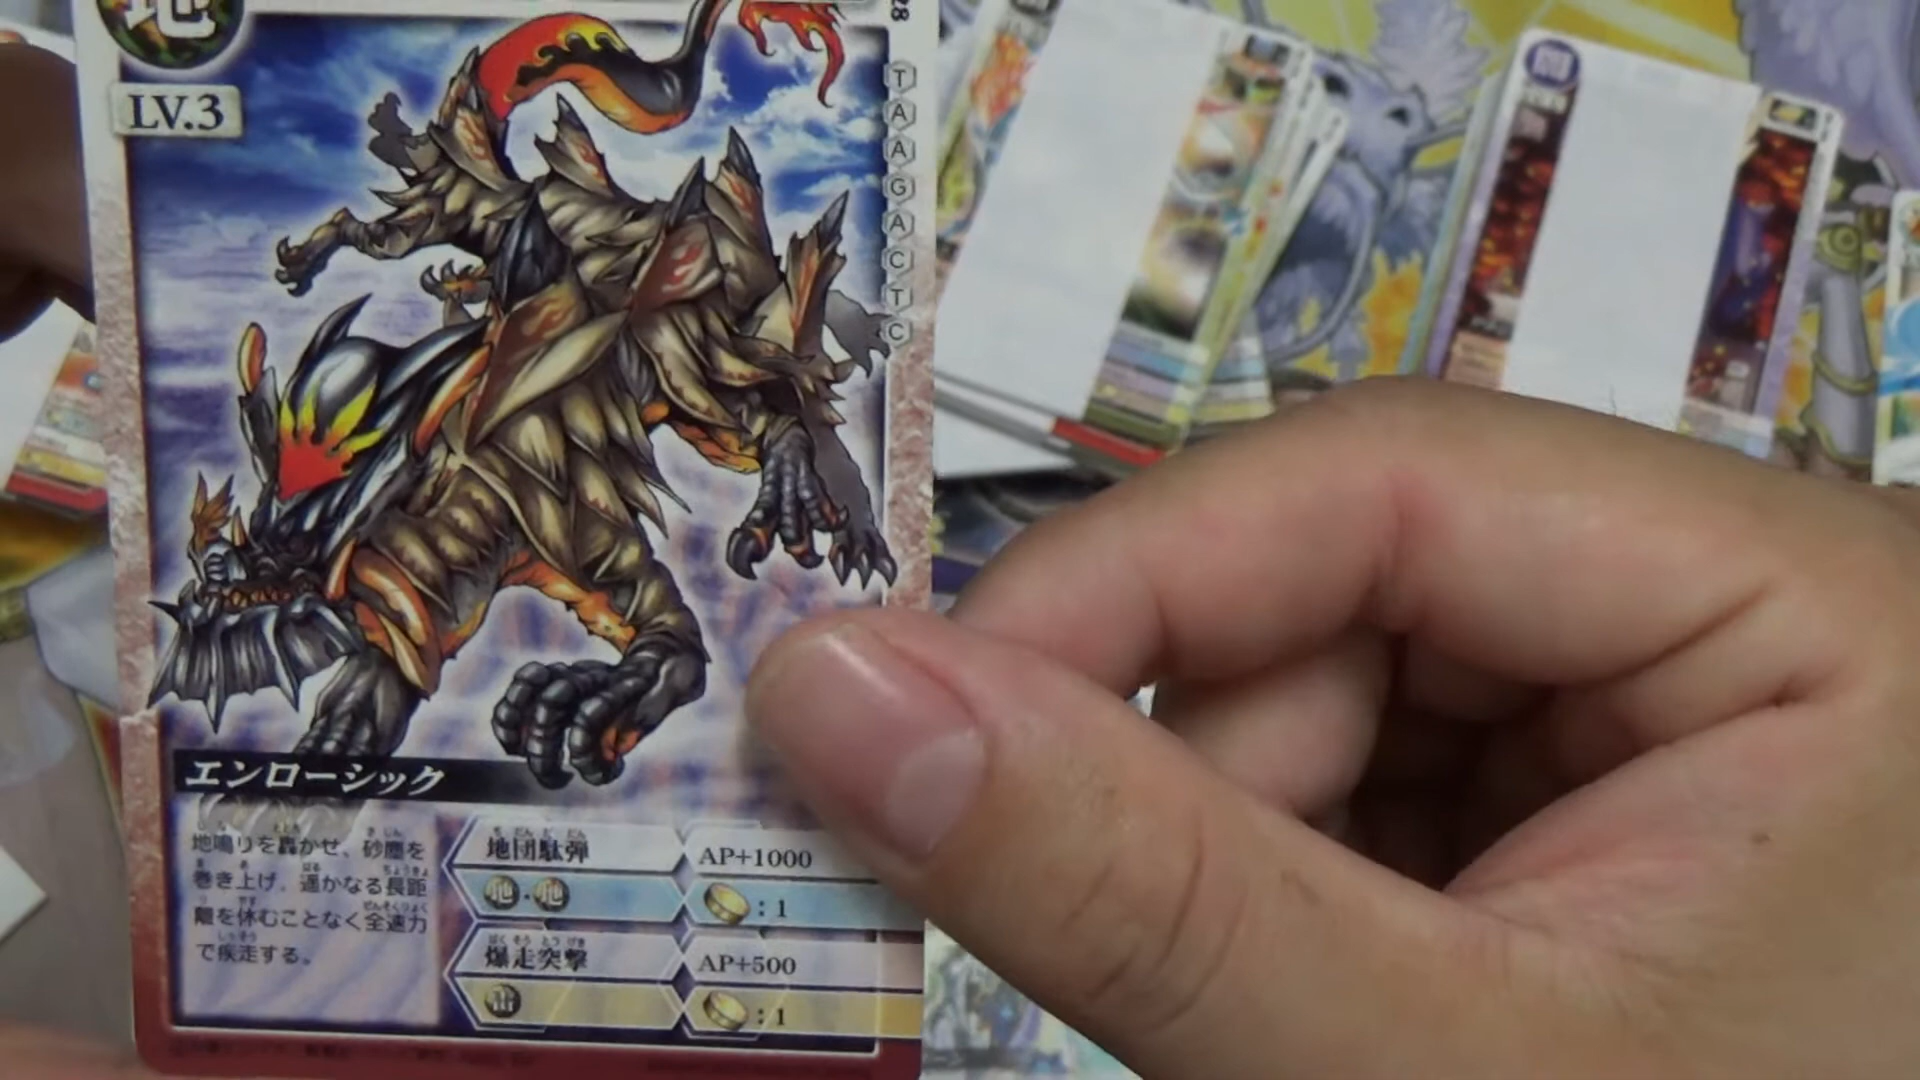 地
28
LV.3
T
A
A
G
A
C
T
C
エンローシック
地鳴りを轟かせ、砂塵を
巻き上げ、遥かなる長距
離を休むことなく全速力
で疾走する。
地団駄弾
AP+1000
地・地
:1
爆走突撃
AP+500
:1